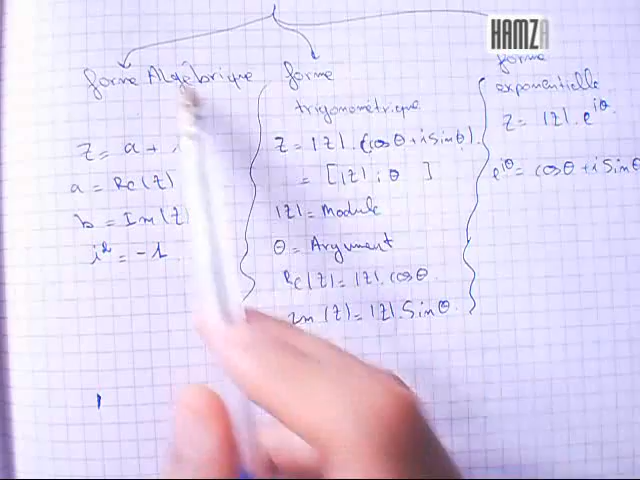 HAMZA
forme Algébrique
z = a +
a = Re(z)
b = Im(z)
i² = -1
forme
trigonometrique
z = |z|.(cosθ + i sinθ).
= [|z| ; θ ]
|z| = Module
θ = Argument
Re(z) = |z|.cosθ
Im(z) = |z|.Sinθ
forme
exponentielle
z = |z|.e^iθ
e^iθ = cosθ + i Sinθ